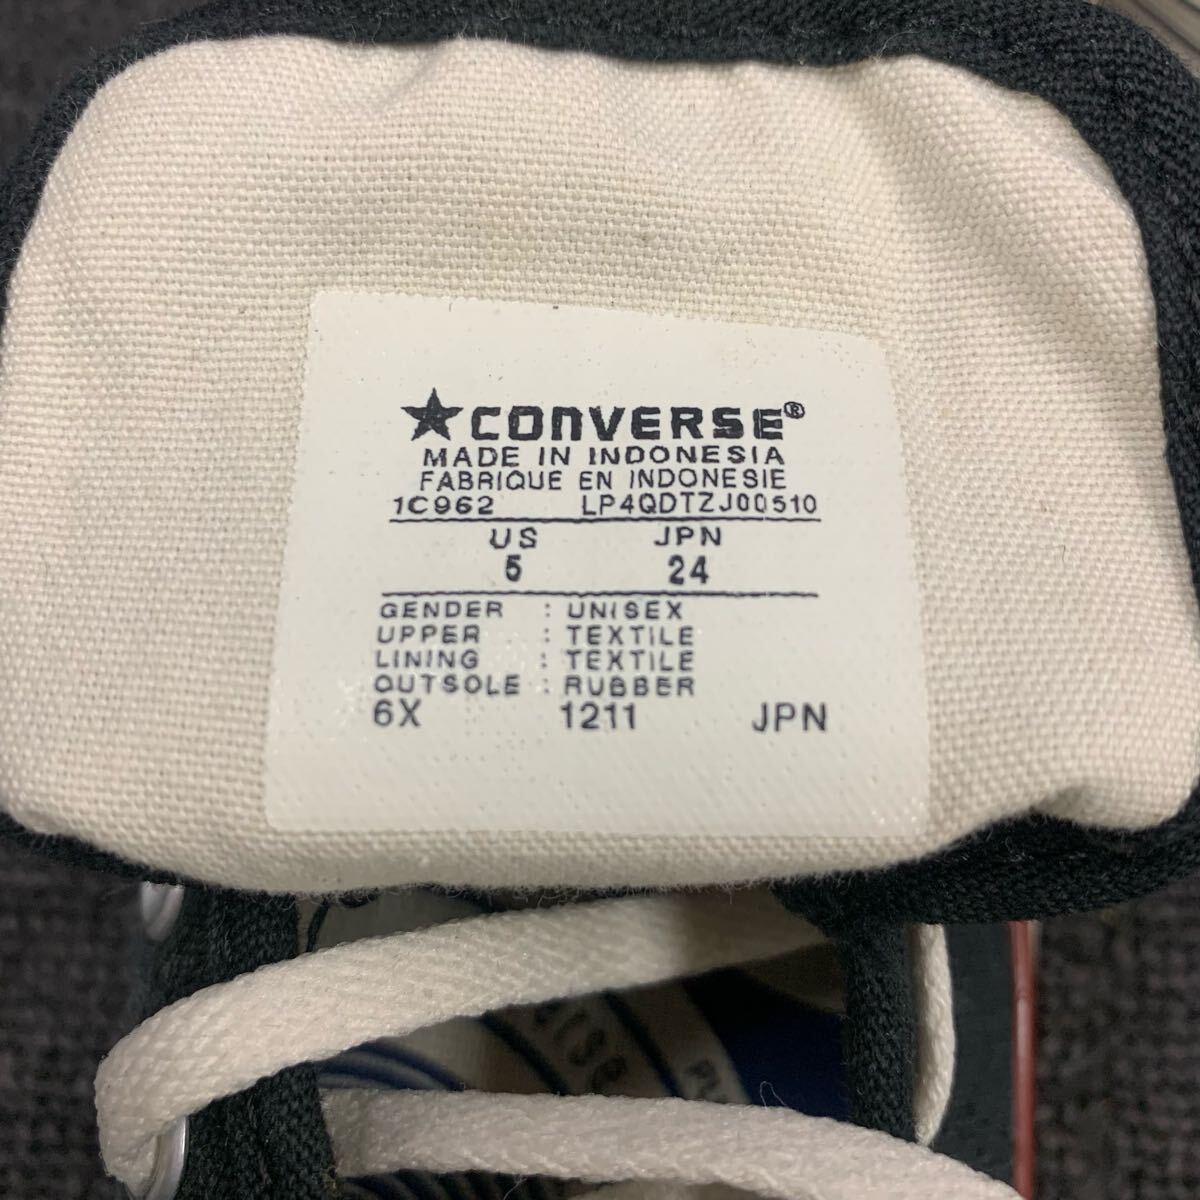 ★CONVERSE®
MADE IN INDONESIA
FABRIQUE EN INDONESIE
1C962 LP4QDTZJ00510
US JPN
5 24
GENDER : UNISEX
UPPER : TEXTILE
LINING : TEXTILE
OUTSOLE : RUBBER
6X 1211 JPN